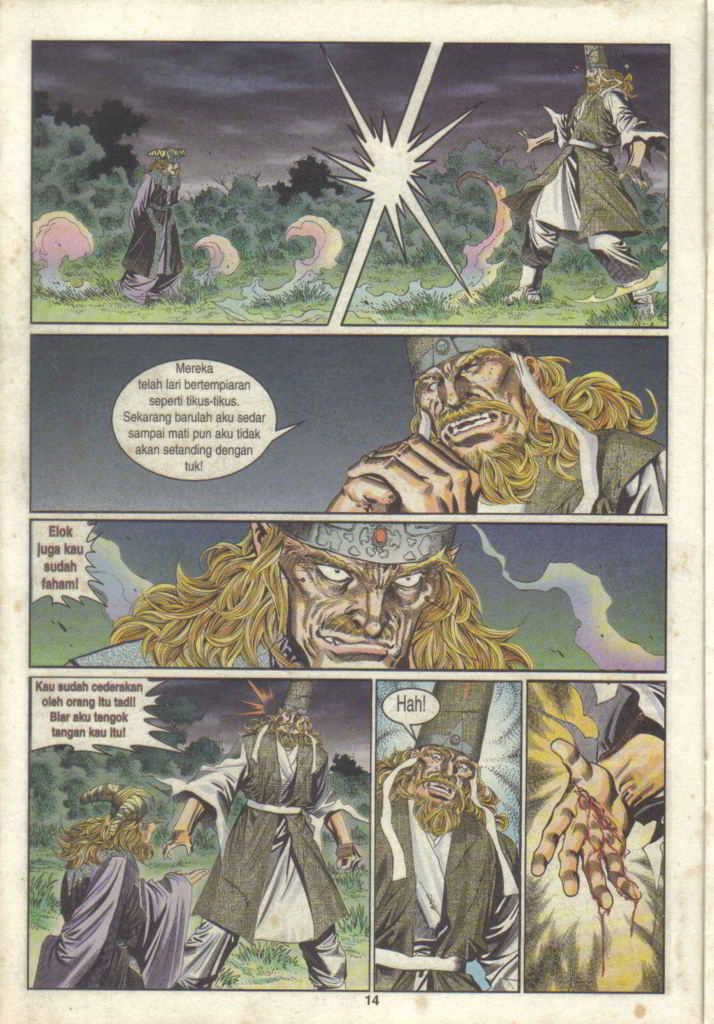 Mereka
telah lari bertempiaran
seperti tikus-tikus.
Sekarang barulah aku sedar
sampai mati pun aku tidak
akan setanding dengan
tuk!
Elok
juga kau
sudah
faham!
Kau sudah cederakan
oleh orang itu tadi!
Biar aku tengok
tangan kau itu!
Hah!
14